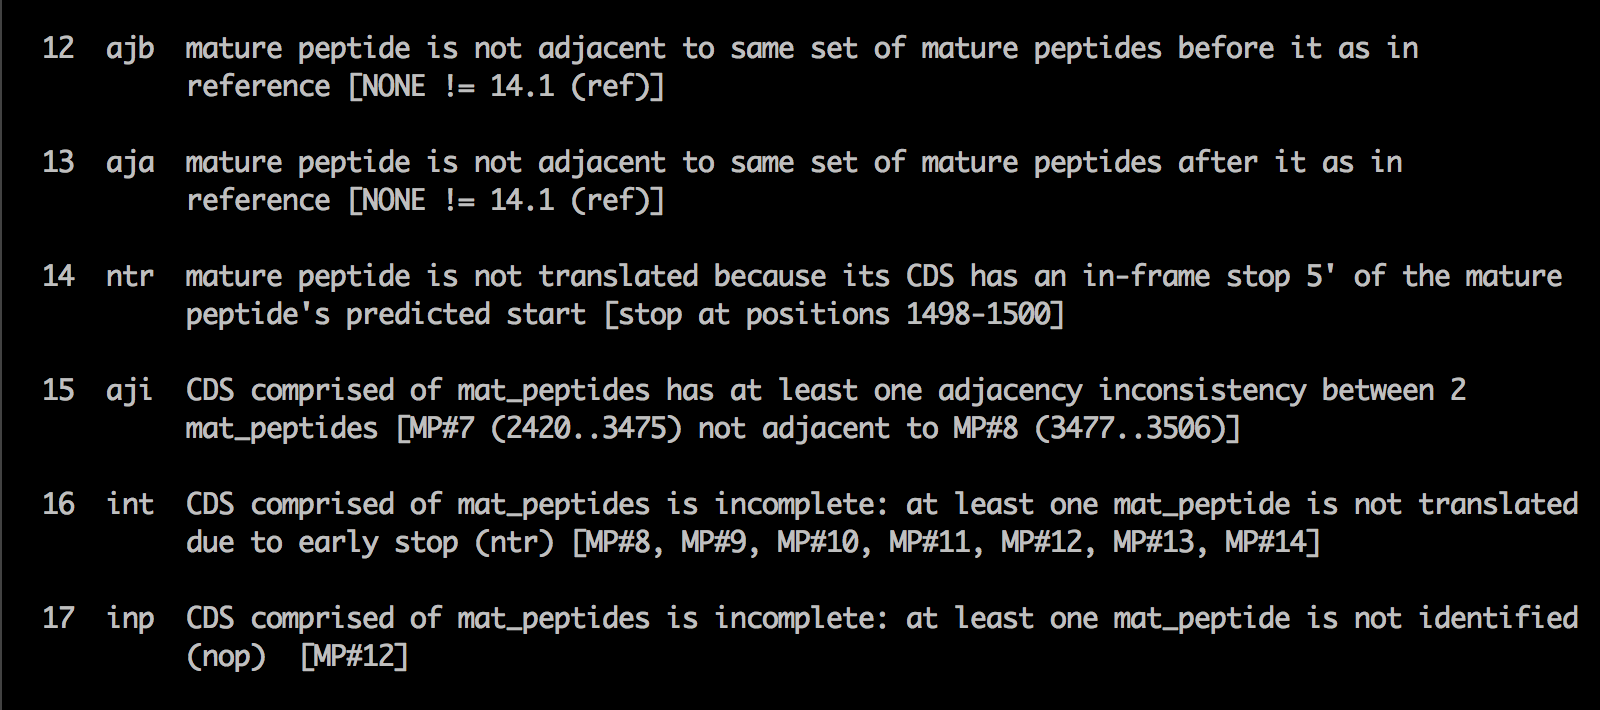 12  ajb  mature peptide is not adjacent to same set of mature peptides before it as in
reference [NONE != 14.1 (ref)]
13  aja  mature peptide is not adjacent to same set of mature peptides after it as in
reference [NONE != 14.1 (ref)]
14  ntr  mature peptide is not translated because its CDS has an in-frame stop 5' of the mature
peptide's predicted start [stop at positions 1498-1500]
15  aji  CDS comprised of mat_peptides has at least one adjacency inconsistency between 2
mat_peptides [MP#7 (2420..3475) not adjacent to MP#8 (3477..3506)]
16  int  CDS comprised of mat_peptides is incomplete: at least one mat_peptide is not translated
due to early stop (ntr) [MP#8, MP#9, MP#10, MP#11, MP#12, MP#13, MP#14]
17  inp  CDS comprised of mat_peptides is incomplete: at least one mat_peptide is not identified
(nop)  [MP#12]